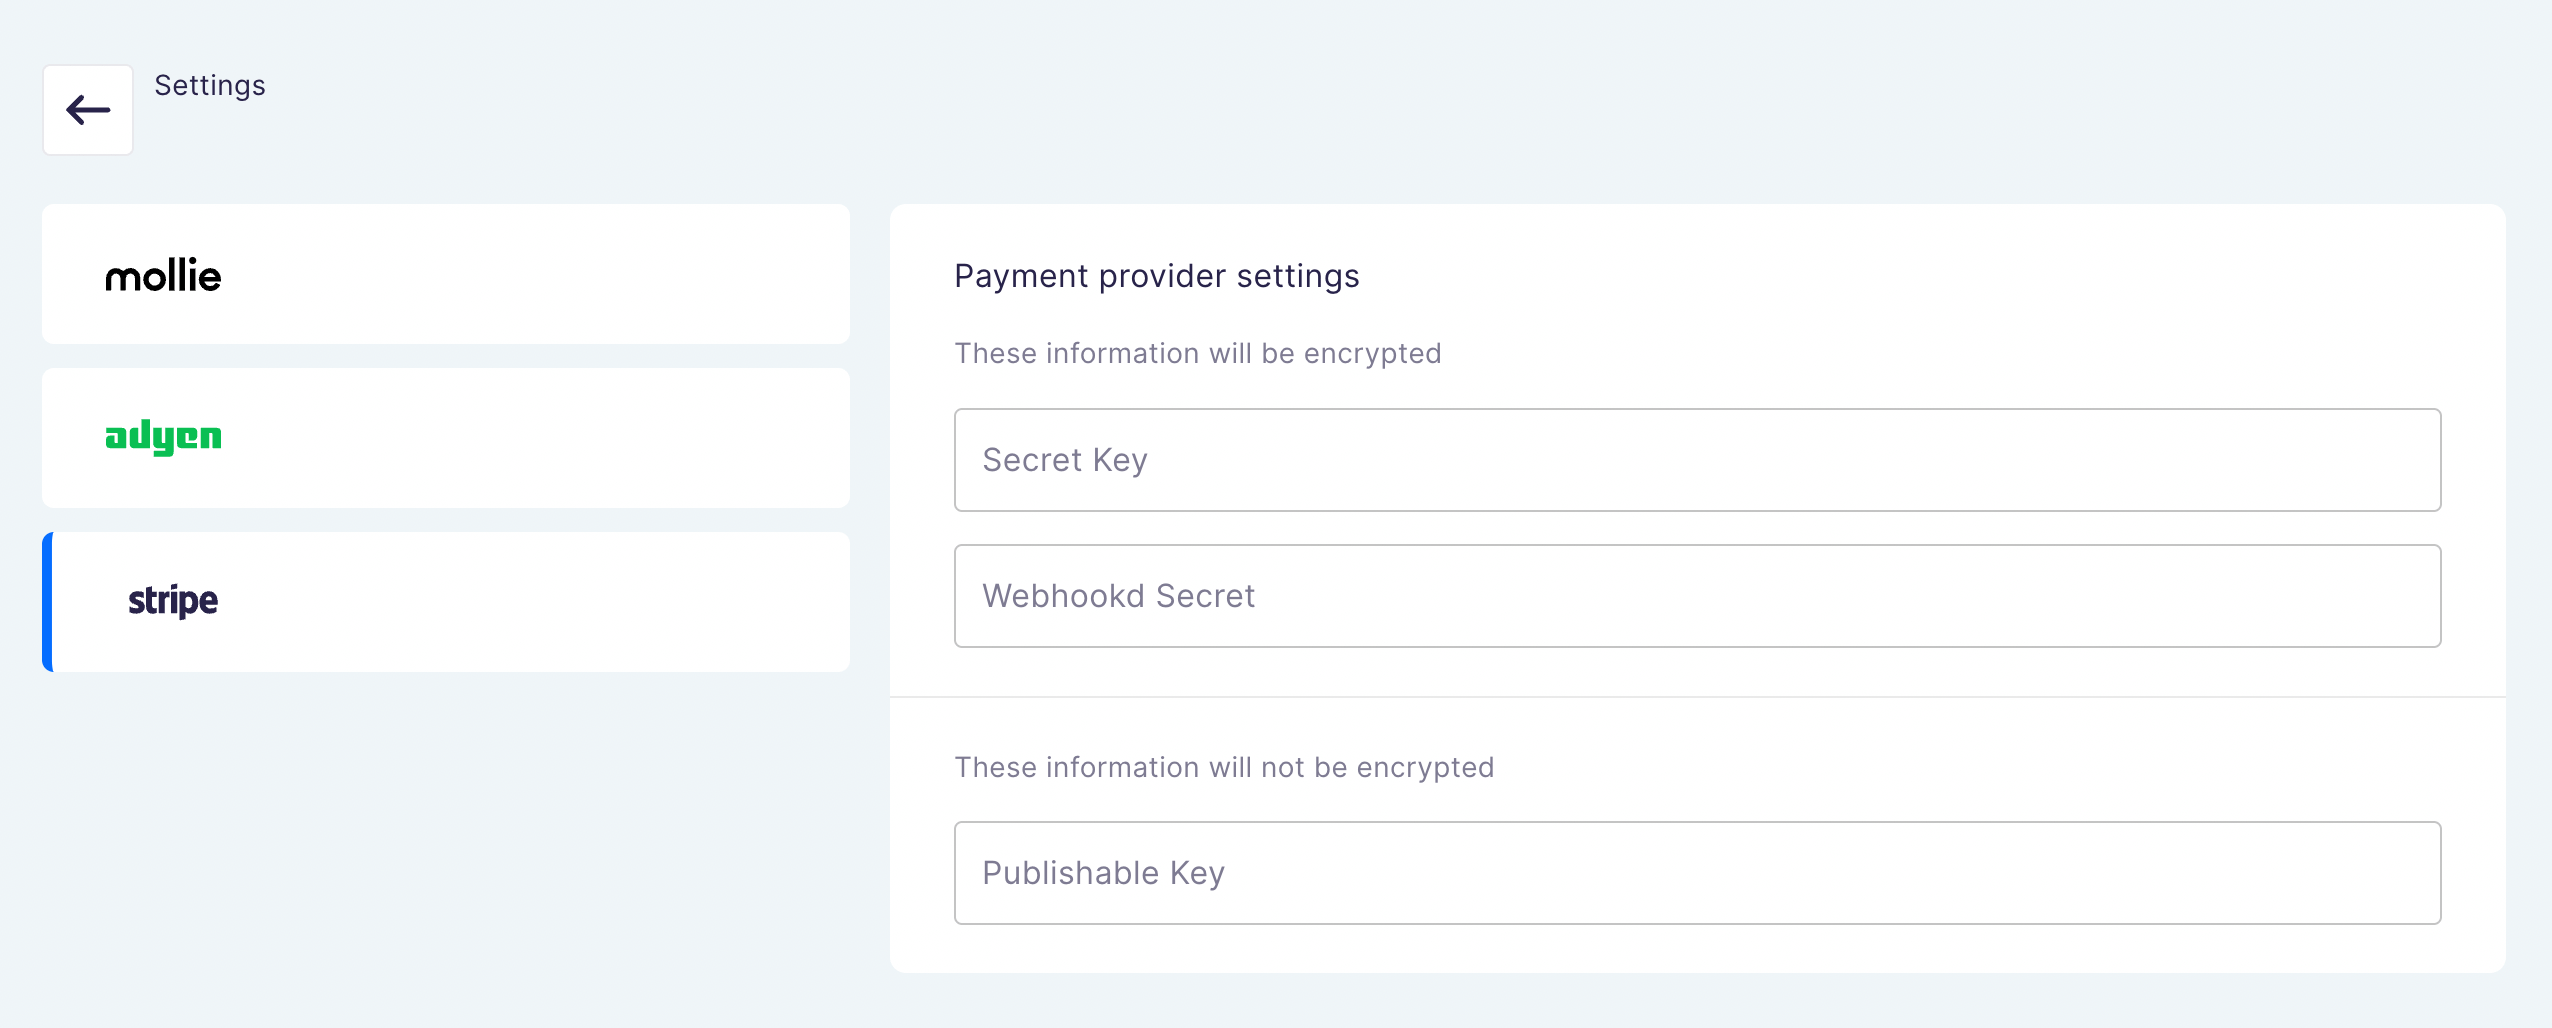 Settings
mollie
adyen
stripe
Payment provider settings
These information will be encrypted
Secret Key
Webhookd Secret
These information will not be encrypted
Publishable Key